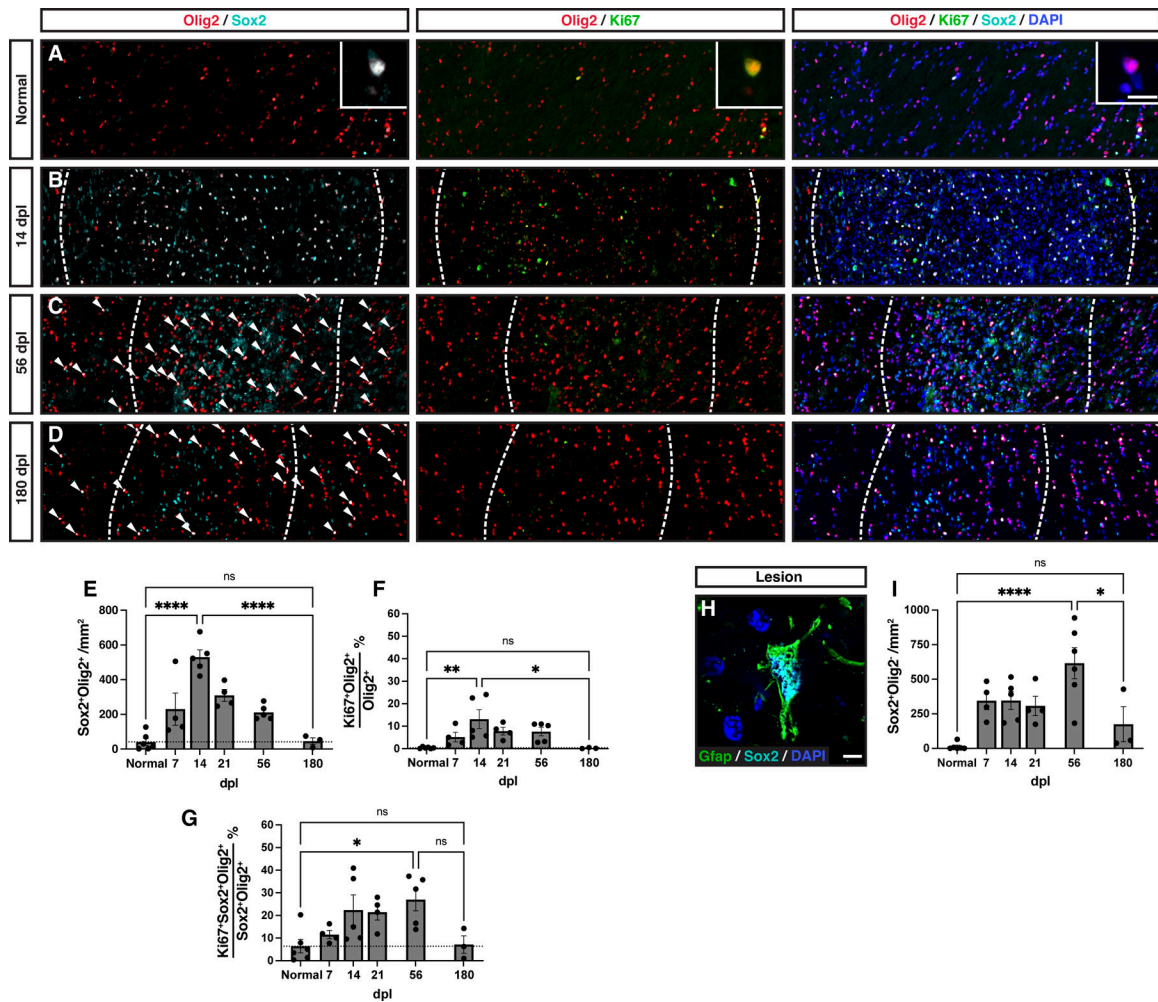 Olig2 / Sox2
Olig2 / Ki67
Olig2 / Ki67 / Sox2 / DAPI
Normal
A
14 dpl
B
56 dpl
C
180 dpl
D
E
ns
****
****
Sox2⁺Olig2⁺ /mm²
800
600
400
200
0
Normal 7 14 21 56 180
dpl
F
ns
**
*
Ki67⁺Olig2⁺
Olig2⁺
%
60
50
40
30
20
10
0
Normal 7 14 21 56 180
dpl
Lesion
H
Gfap / Sox2 / DAPI
I
ns
****
*
Sox2⁺Olig2⁻ /mm²
1000
750
500
250
0
Normal 7 14 21 56 180
dpl
G
ns
*
ns
Ki67⁺Sox2⁺Olig2⁺
Sox2⁺Olig2⁺
%
60
50
40
30
20
10
0
Normal 7 14 21 56 180
dpl